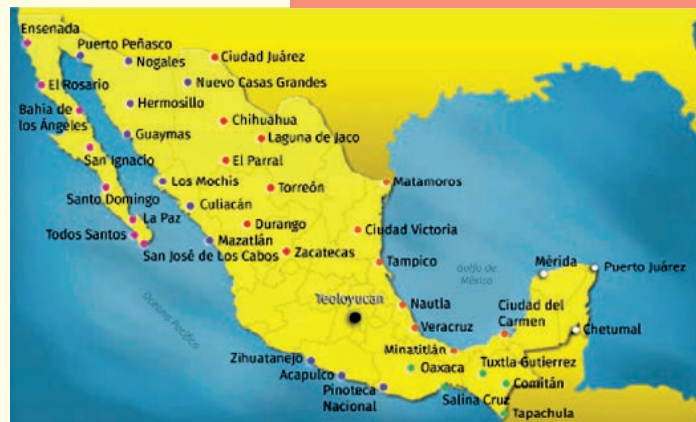 Ensenada
Puerto Peñasco
Nogales
Ciudad Juárez
El Rosario
Nuevo Casas Grandes
Bahia de
los Ángeles
Hermosillo
Chihuahua
Guaymas
Laguna de Jaco
San Ignacio
El Parral
Los Mochis
Santo Domingo
Torreón
Matamoros
La Paz
Culiacán
Todos Santos
Durango
Ciudad Victoria
San José de Los Cabos
Mazatlán
Zacatecas
Tampico
Golfo de
México
Mérida
Puerto Juárez
Océano Pacífico
Teoloyucan
Nautla
Ciudad del
Carmen
Veracruz
Chetumal
Minatitlán
Zihuatanejo
Oaxaca
Tuxtla Gutierrez
Acapulco
Comitán
Pinoteca
Nacional
Salina Cruz
Tapachula